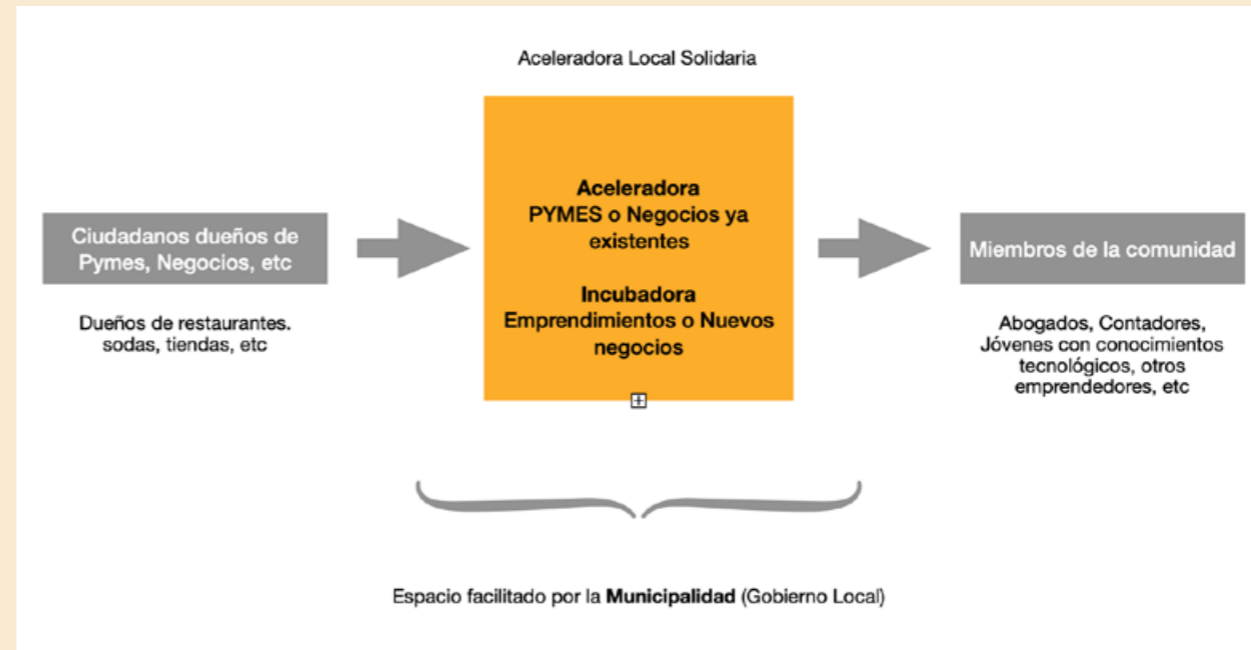 Aceleradora Local Solidaria
Ciudadanos dueños de
Pymes, Negocios, etc
Dueños de restaurantes.
sodas, tiendas, etc
Aceleradora
PYMES o Negocios ya
existentes
Incubadora
Emprendimientos o Nuevos
negocios
Miembros de la comunidad
Abogados, Contadores,
Jóvenes con conocimientos
tecnológicos, otros
emprendedores, etc
Espacio facilitado por la Municipalidad (Gobierno Local)